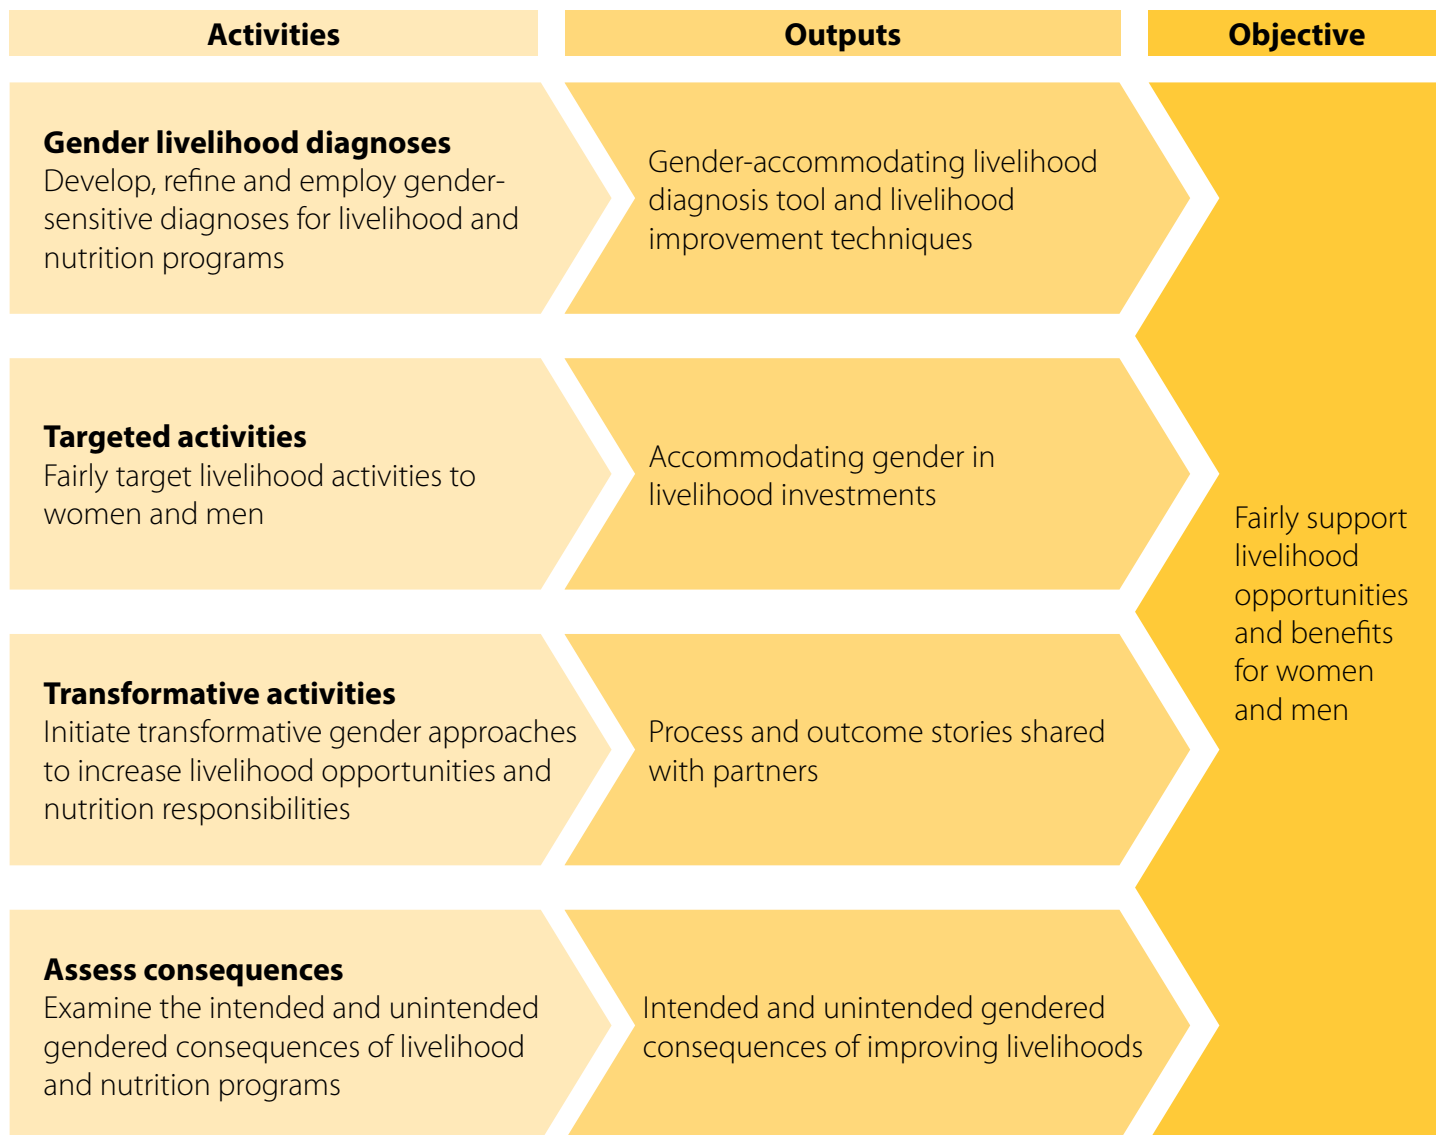 Activities
Outputs
Objective
Gender livelihood diagnoses
Develop, refine and employ gender-
sensitive diagnoses for livelihood and
nutrition programs
Gender-accommodating livelihood
diagnosis tool and livelihood
improvement techniques
Targeted activities
Fairly target livelihood activities to
women and men
Accommodating gender in
livelihood investments
Transformative activities
Initiate transformative gender approaches
to increase livelihood opportunities and
nutrition responsibilities
Process and outcome stories shared
with partners
Assess consequences
Examine the intended and unintended
gendered consequences of livelihood
and nutrition programs
Intended and unintended gendered
consequences of improving livelihoods
Fairly support
livelihood
opportunities
and benefits
for women
and men